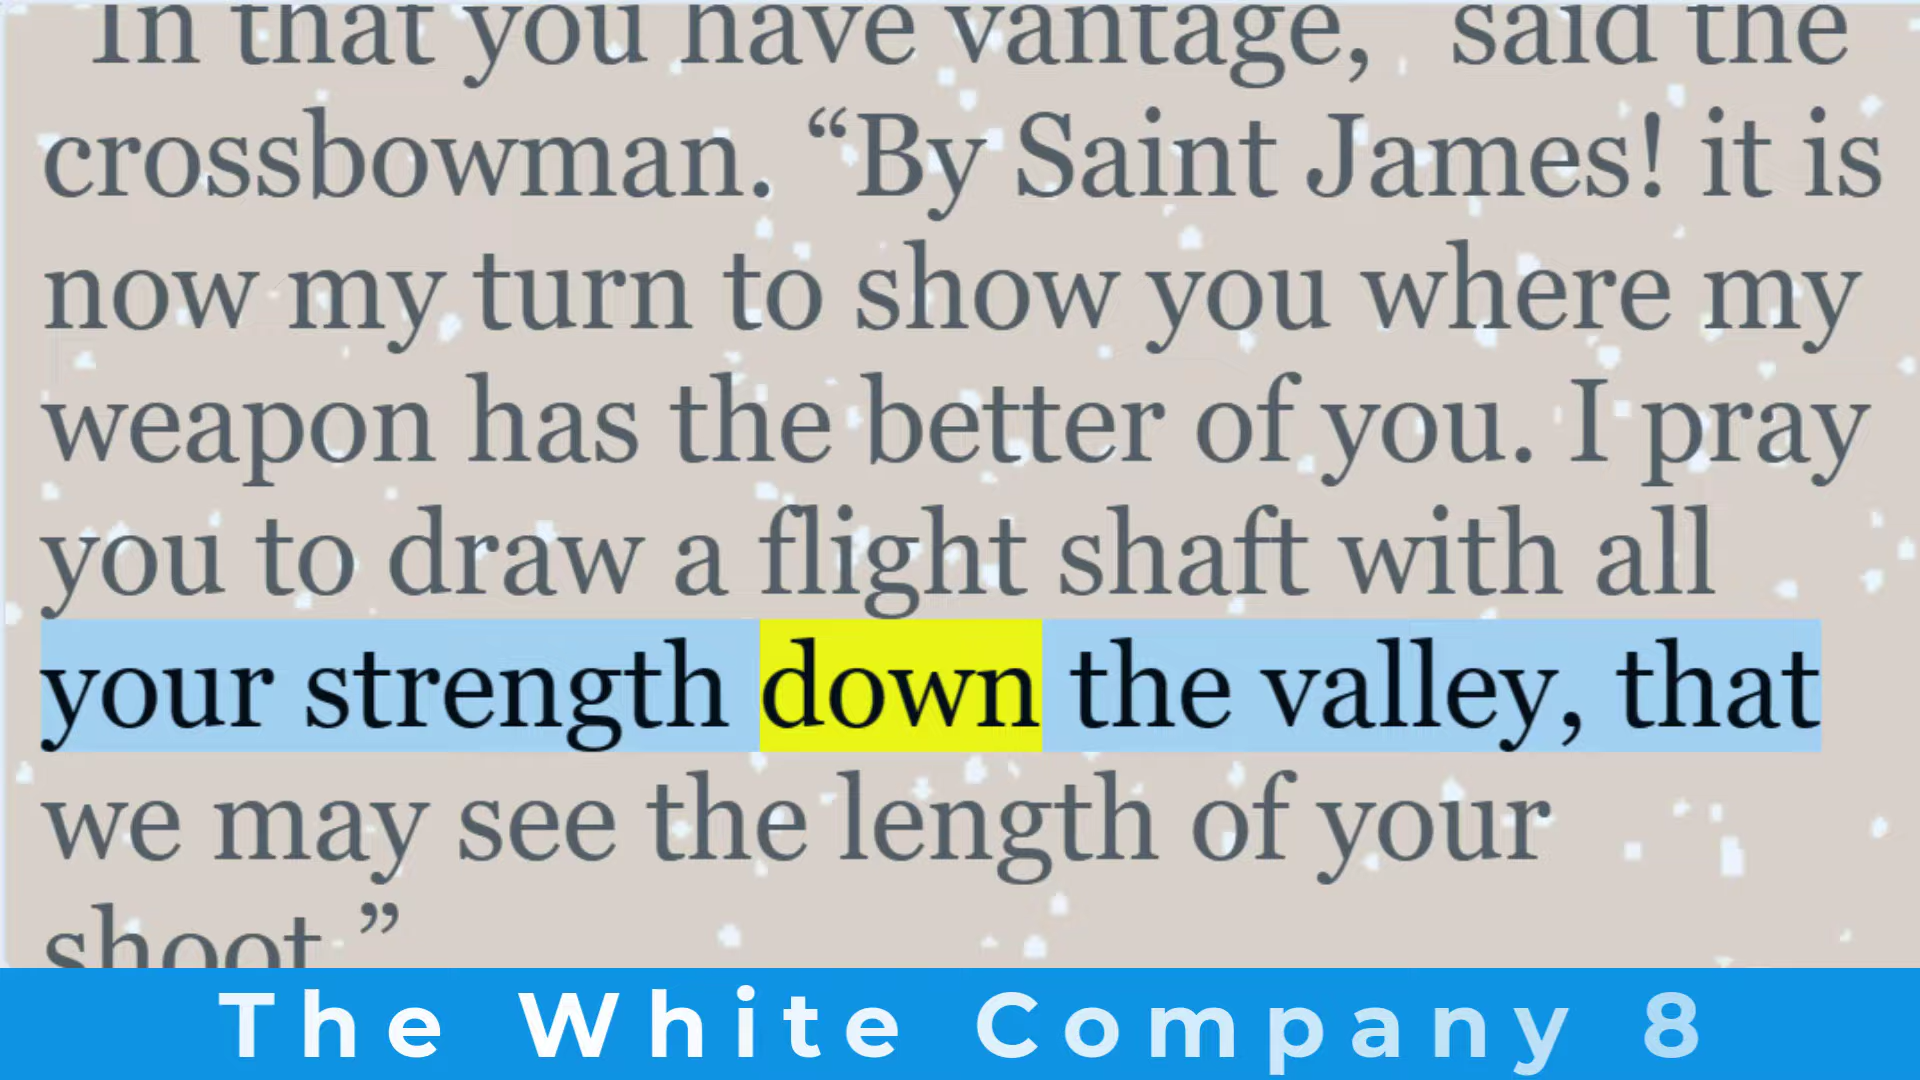 In that you have vantage,” said the
crossbowman. “By Saint James! it is
now my turn to show you where my
weapon has the better of you. I pray
you to draw a flight shaft with all
your strength down the valley, that
we may see the length of your
shoot.”
The White Company 8